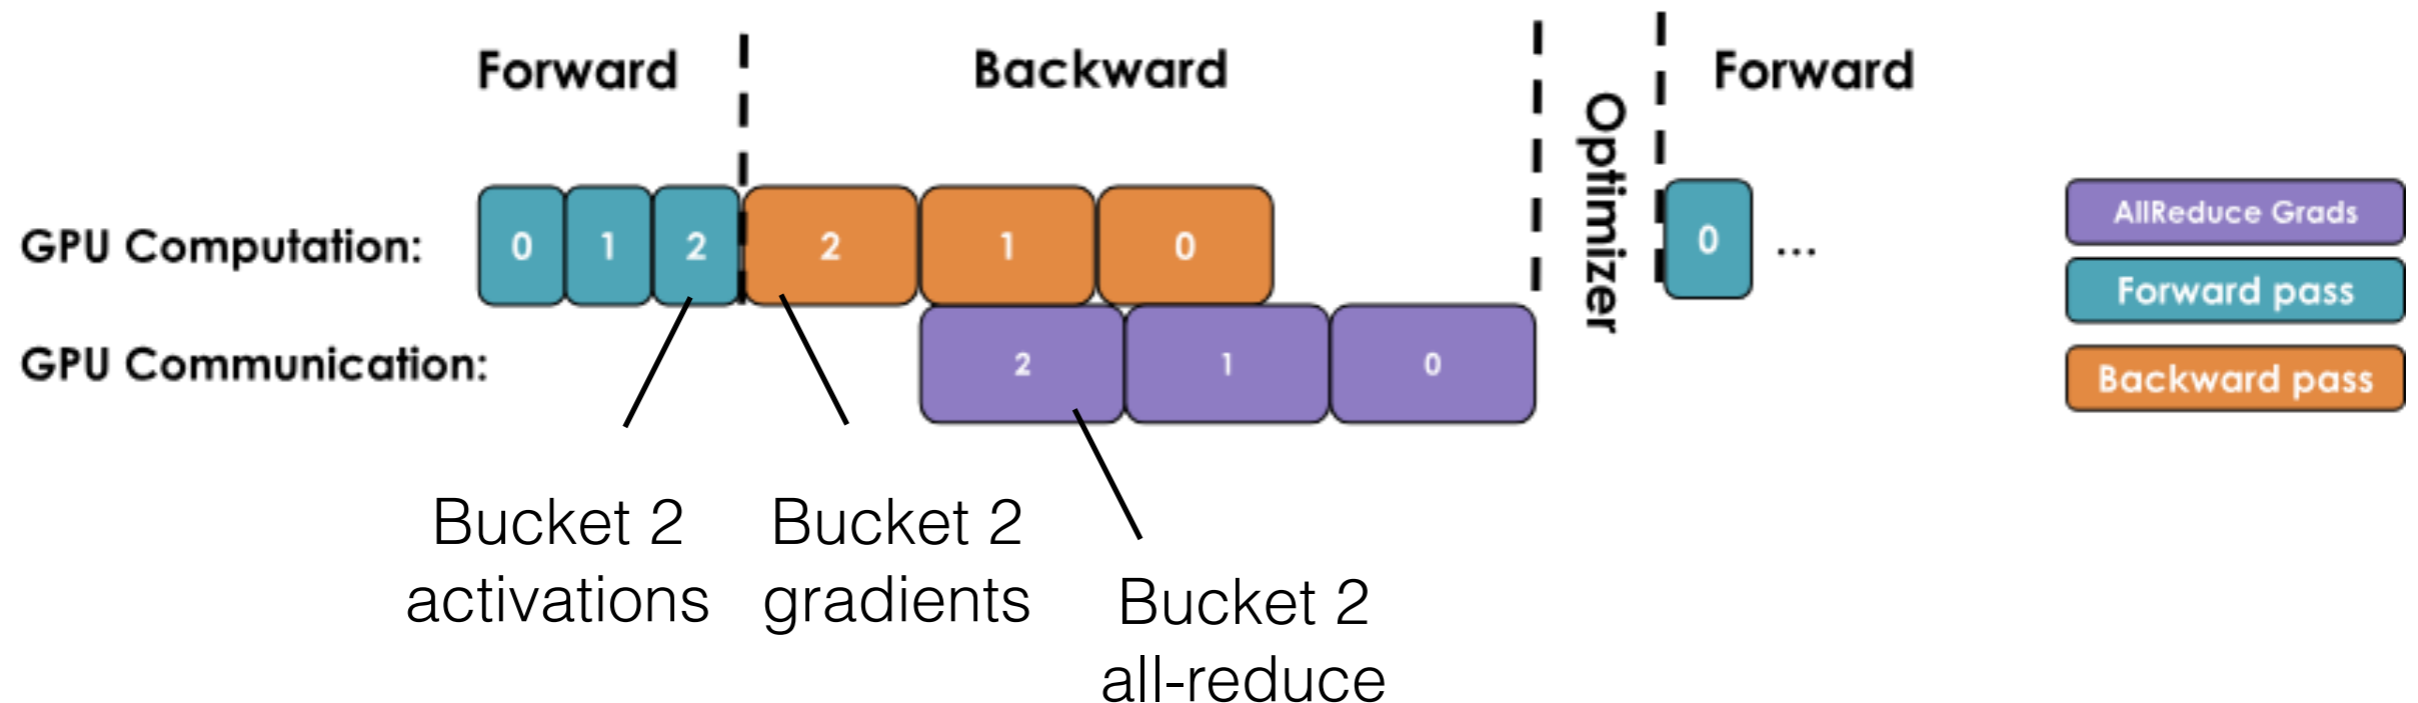 Forward
Backward
Optimizer
Forward
GPU Computation:
0
1
2
2
1
0
0
...
GPU Communication:
2
1
0
AllReduce Grads
Forward pass
Backward pass
Bucket 2
activations
Bucket 2
gradients
Bucket 2
all-reduce